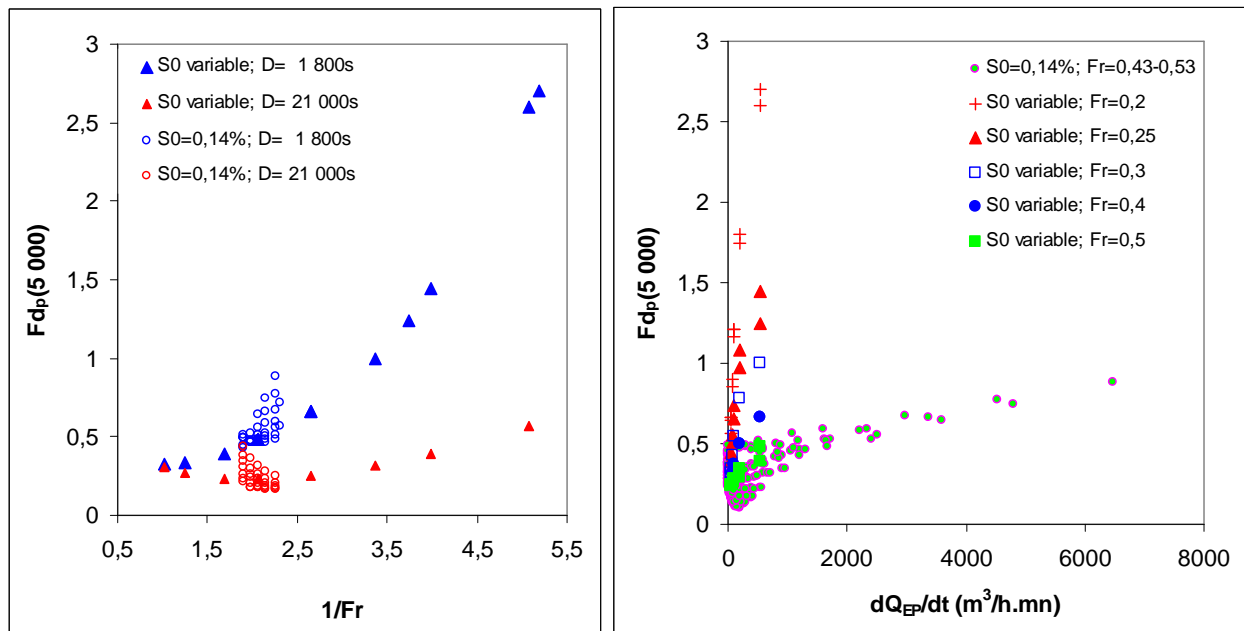 3
2,5
2
1,5
1
0,5
0
Fdp(5 000)
S0 variable; D= 1 800s
S0 variable; D= 21 000s
S0=0,14%; D= 1 800s
S0=0,14%; D= 21 000s
0,5 1,5 2,5 3,5 4,5 5,5
1/Fr
3
2,5
2
1,5
1
0,5
0
Fdp(5 000)
S0=0,14%; Fr=0,43-0,53
S0 variable; Fr=0,2
S0 variable; Fr=0,25
S0 variable; Fr=0,3
S0 variable; Fr=0,4
S0 variable; Fr=0,5
0 2000 4000 6000 8000
dQEP/dt (m³/h.mn)